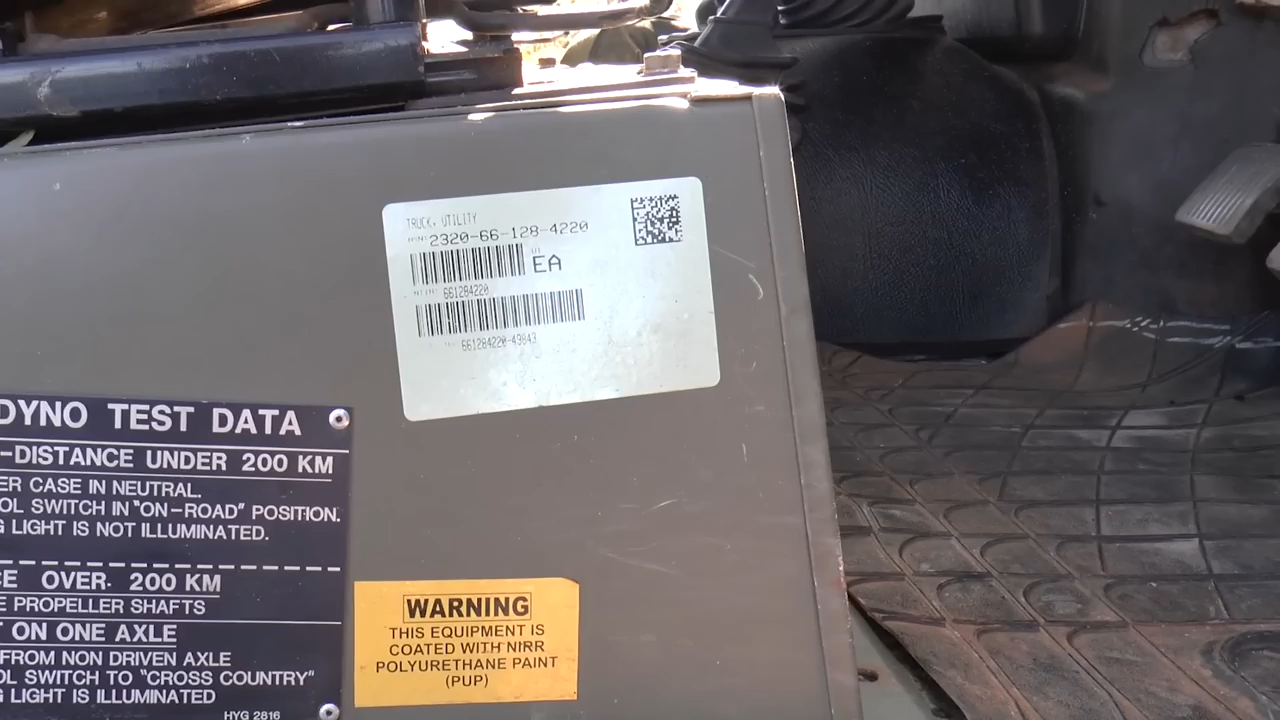 TRUCK, UTILITY
NSN: 2320-66-128-4220
UI
EA
661284220
661284220-49843
DYNO TEST DATA
-DISTANCE UNDER 200 KM
ER CASE IN NEUTRAL.
OL SWITCH IN "ON-ROAD" POSITION.
G LIGHT IS NOT ILLUMINATED.
CE OVER 200 KM
E PROPELLER SHAFTS
T ON ONE AXLE
FROM NON DRIVEN AXLE
OL SWITCH TO "CROSS COUNTRY"
G LIGHT IS ILLUMINATED
HYG 2816
WARNING
THIS EQUIPMENT IS
COATED WITH NIRR
POLYURETHANE PAINT
(PUP)